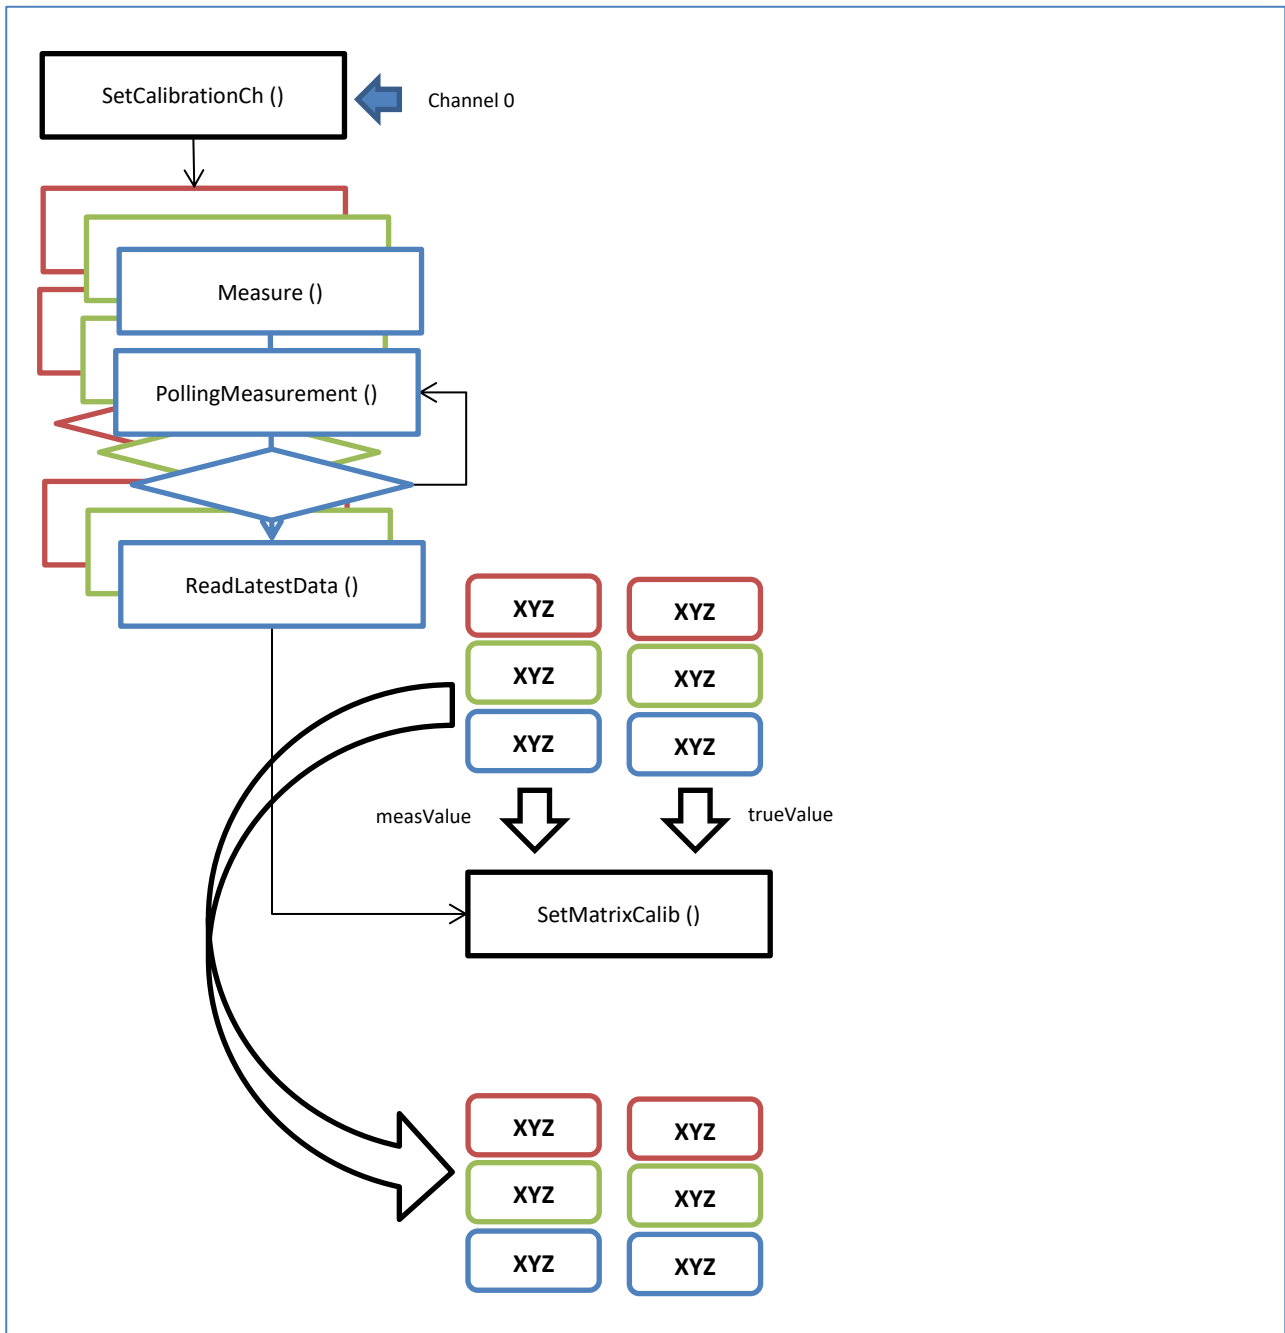 SetCalibrationCh ()
Channel 0
Measure ()
PollingMeasurement ()
ReadLatestData ()
XYZ XYZ
XYZ XYZ
XYZ XYZ
measValue trueValue
SetMatrixCalib ()
XYZ XYZ
XYZ XYZ
XYZ XYZ